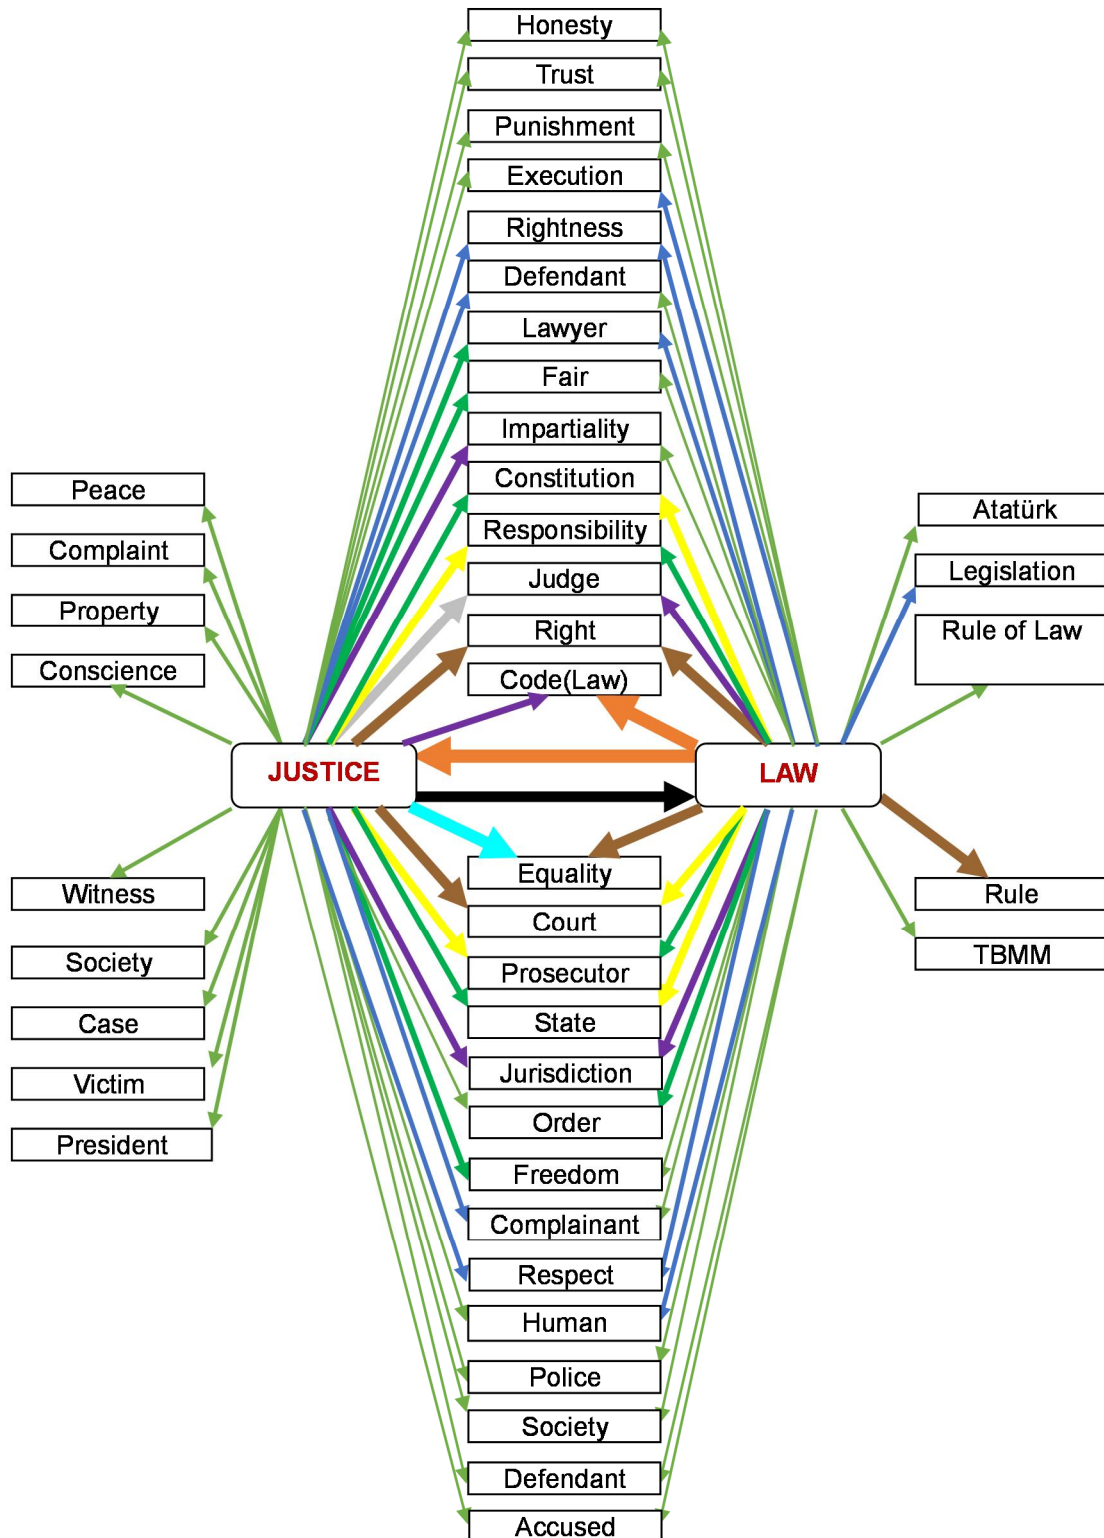 Honesty
Trust
Punishment
Execution
Rightness
Defendant
Lawyer
Fair
Impartiality
Constitution
Responsibility
Judge
Right
Code(Law)
Peace
Complaint
Property
Conscience
Atatürk
Legislation
Rule of Law
JUSTICE
LAW
Witness
Society
Case
Victim
President
Equality
Court
Prosecutor
State
Jurisdiction
Order
Freedom
Complainant
Respect
Human
Police
Society
Defendant
Accused
Rule
TBMM